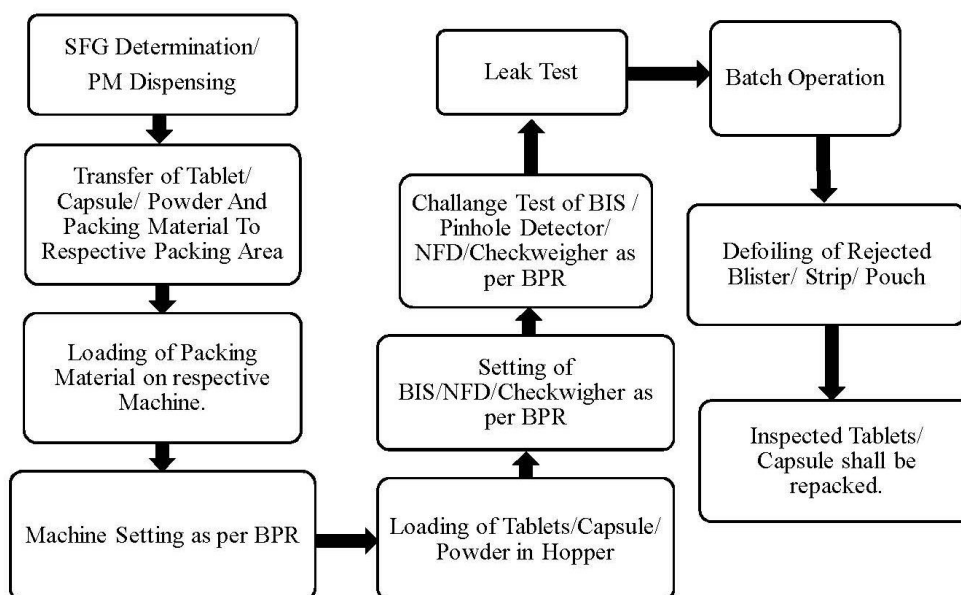 SFG Determination/
PM Dispensing
Transfer of Tablet/
Capsule/ Powder And
Packing Material To
Respective Packing Area
Loading of Packing
Material on respective
Machine.
Machine Setting as per BPR
Loading of Tablets/Capsule/
Powder in Hopper
Setting of
BIS/NFD/Checkwigher as
per BPR
Challange Test of BIS /
Pinhole Detector/
NFD/Checkweigher as
per BPR
Leak Test
Batch Operation
Defoiling of Rejected
Blister/ Strip/ Pouch
Inspected Tablets/
Capsule shall be
repacked.